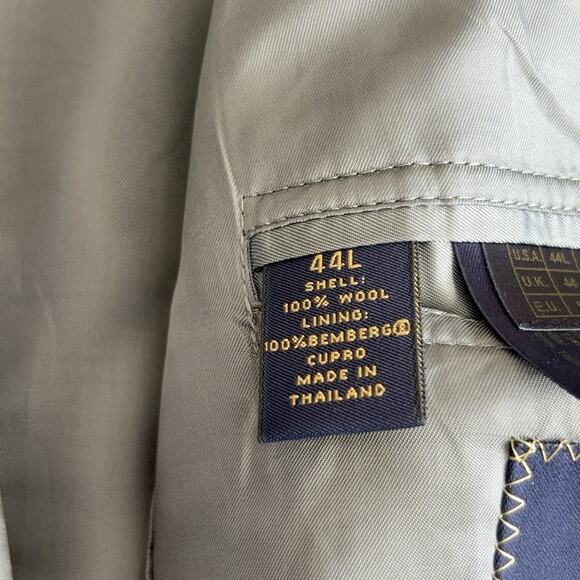 44L
SHELL:
100% WOOL
LINING:
100%BEMBERG®
CUPRO
MADE IN
THAILAND
U.S.A. 44L
U.K. 44
E.U.